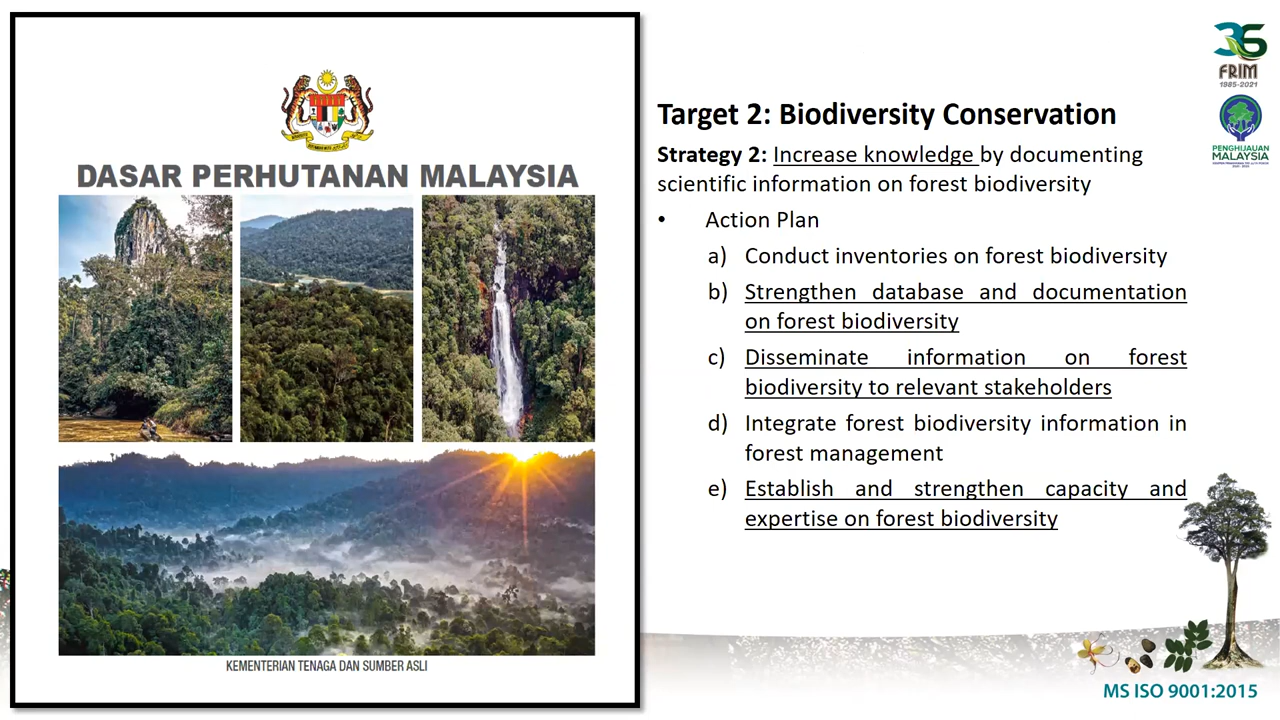 DASAR PERHUTANAN MALAYSIA
KEMENTERIAN TENAGA DAN SUMBER ASLI
Target 2: Biodiversity Conservation
Strategy 2: Increase knowledge by documenting
scientific information on forest biodiversity
• Action Plan
a) Conduct inventories on forest biodiversity
b) Strengthen database and documentation
on forest biodiversity
c) Disseminate information on forest
biodiversity to relevant stakeholders
d) Integrate forest biodiversity information in
forest management
e) Establish and strengthen capacity and
expertise on forest biodiversity
36
FRIM
1985-2021
PENGHIJAUAN
MALAYSIA
MS ISO 9001:2015